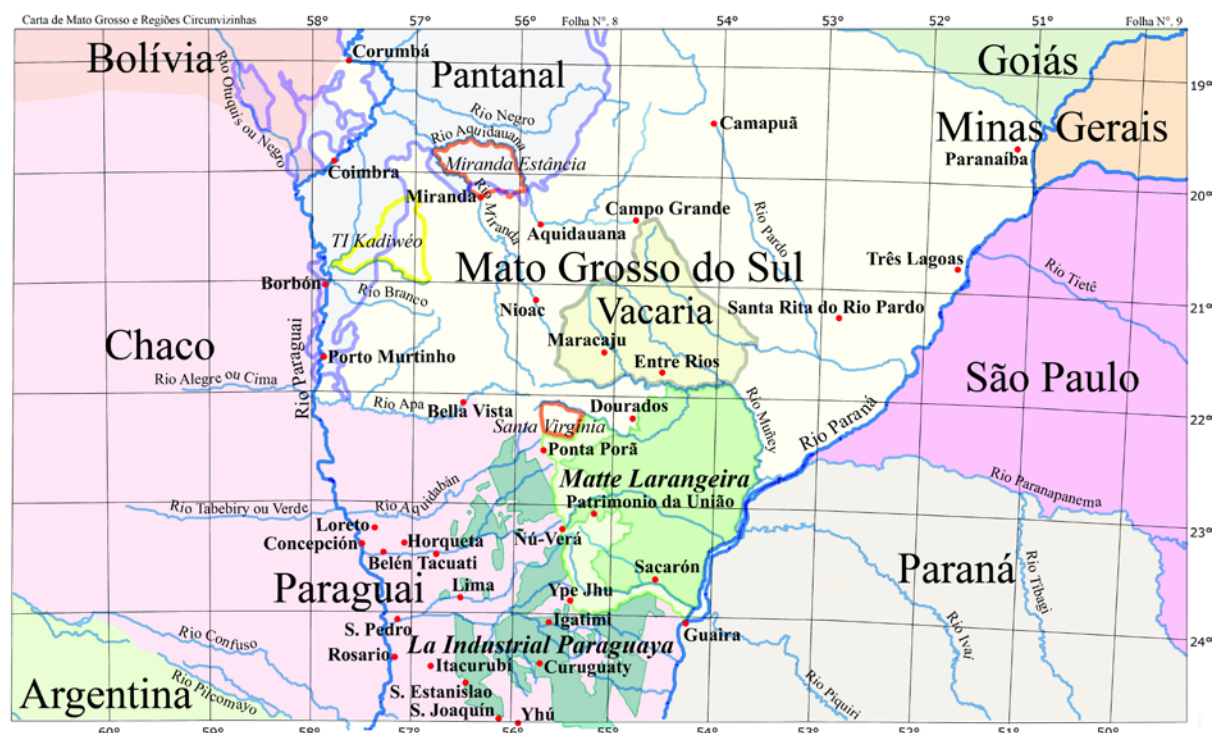 Carta de Mato Grosso e Regiões Circunvizinhas
58°
57°
Folha Nº. 8
54°
53°
52°
51°
Folha Nº. 9
Bolívia
Corumbá
Pantanal
Goiás
19°
Rio Otuquis ou Negro
Rio Negro
Camapuã
Minas Gerais
Rio Aquidauana
Miranda Estância
Paranaíba
Coimbra
20°
Miranda
Rio Miranda
Campo Grande
Rio Pardo
Aquidauana
TI Kadiwéo
Três Lagoas
Mato Grosso do Sul
Rio Tietê
Borbón
Rio Branco
Nioac
Vacaria
Santa Rita do Rio Pardo
21°
Chaco
Rio Paraguai
Maracaju
Porto Murtinho
Entre Rios
São Paulo
Rio Alegre ou Cima
Rio Apa
Bella Vista
Dourados
Rio Muñey
Rio Paraná
22°
Santa Virgínia
Ponta Porã
Matte Larangeira
Rio Paranapanema
Rio Aquidabán
Patrimonio da União
Rio Tabebiry ou Verde
Loreto
23°
Concepción
Horqueta
Ñú-Verá
Belén
Tacuati
Sacarón
Paraná
Rio Tibagi
Paraguai
Lima
Ype Jhu
S. Pedro
Igatimi
Guaira
Rio Ivaí
24°
Rio Confuso
La Industrial Paraguaya
Rosario
Itacurubí
Curuguaty
Rio Pilcomayo
Argentina
S. Estanislao
Rio Piquiri
S. Joaquín
Yhú
60°
59°
58°
57°
56°
55°
54°
53°
52°
51°
50°